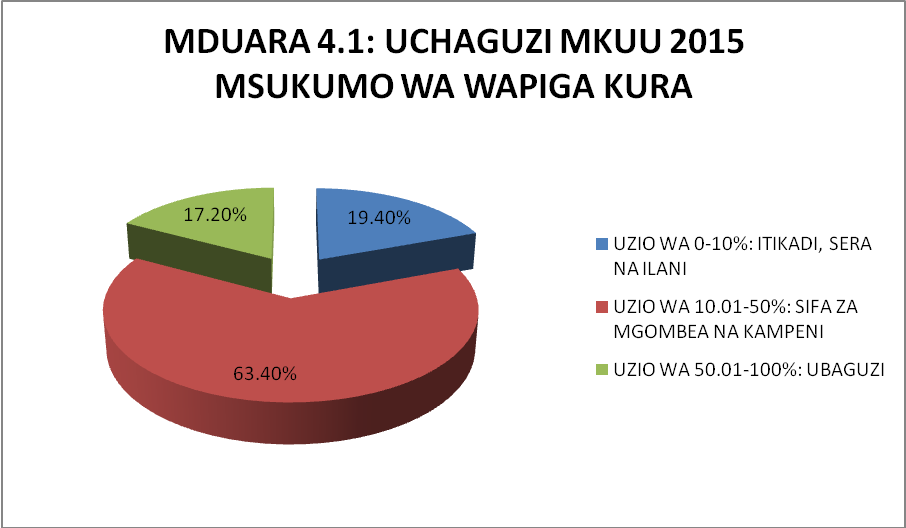 MDUARA 4.1: UCHAGUZI MKUU 2015
MSUKUMO WA WAPIGA KURA
17.20%
19.40%
63.40%
UZIO WA 0-10%: ITIKADI, SERA
NA ILANI
UZIO WA 10.01-50%: SIFA ZA
MGOMBEA NA KAMPENI
UZIO WA 50.01-100%: UBAGUZI